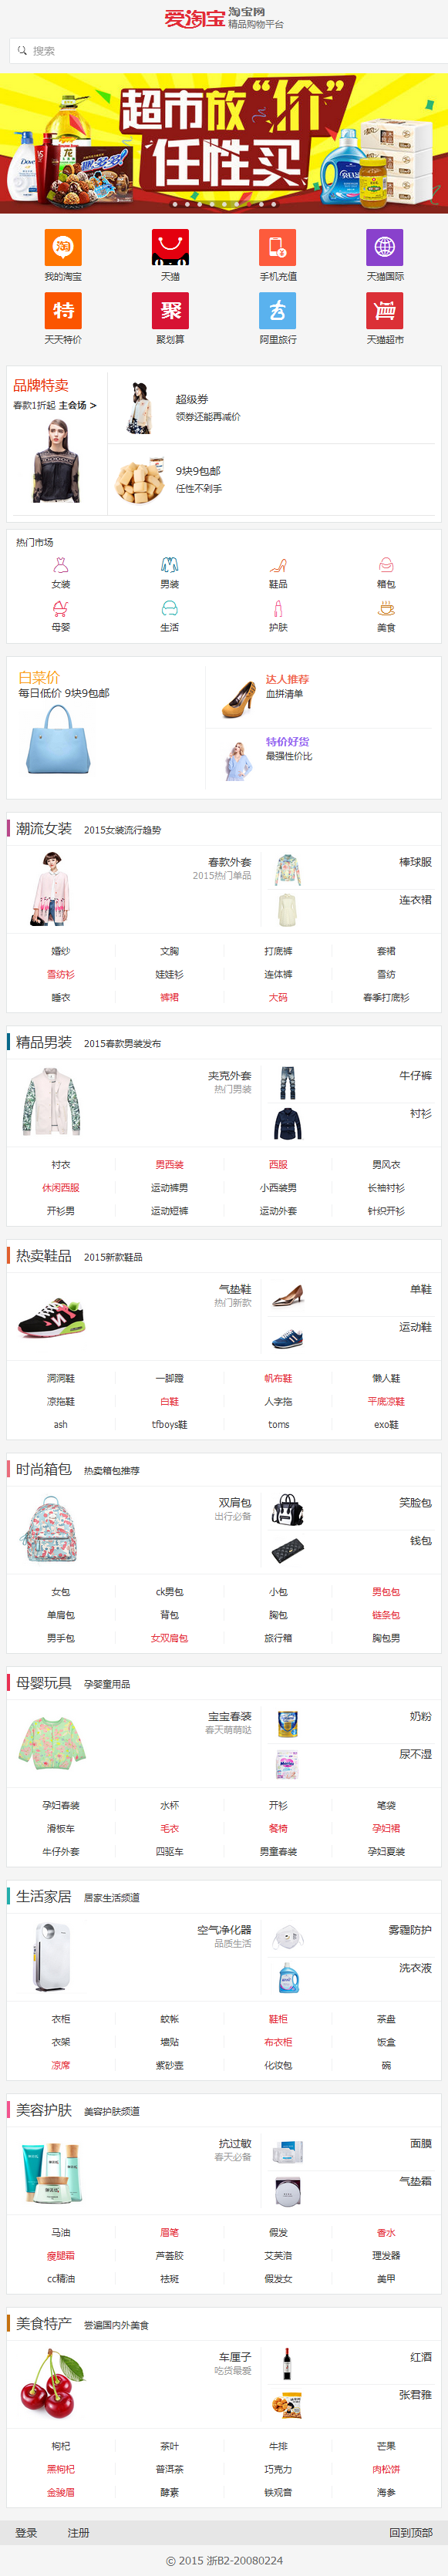 爱淘宝 淘宝网
精品购物平台
搜索
超市放“价”
任性买
我的淘宝 天猫 手机充值 天猫国际
特 聚
天天特价 聚划算 阿里旅行 天猫超市
品牌特卖
春款1折起 主会场 >
超级券
领券还能再减价
9块9包邮
任性不剁手
热门市场
女装 男装 鞋品 箱包
母婴 生活 护肤 美食
白菜价
每日低价 9块9包邮
达人推荐
血拼清单
特价好货
最强性价比
潮流女装 2015女装流行趋势
春款外套
2015热门单品
棒球服
连衣裙
婚纱 文胸 打底裤 套裙
雪纺衫 娃娃衫 连体裤 雪纺
睡衣 裤裙 大码 春季打底衫
精品男装 2015春款男装发布
夹克外套
热门男装
牛仔裤
衬衫
衬衣 男西装 西服 男风衣
休闲西服 运动裤男 小西装男 长袖衬衫
开衫男 运动短裤 运动外套 针织开衫
热卖鞋品 2015新款鞋品
气垫鞋
热门新款
单鞋
运动鞋
洞洞鞋 一脚蹬 帆布鞋 懒人鞋
凉拖鞋 白鞋 人字拖 平底凉鞋
ash tfboys鞋 toms exo鞋
时尚箱包 热卖箱包推荐
双肩包
出行必备
笑脸包
钱包
女包 ck男包 小包 男包包
单肩包 背包 胸包 链条包
男手包 女双肩包 旅行箱 胸包男
母婴玩具 孕婴童用品
宝宝春装
春天萌萌哒
奶粉
尿不湿
孕妇春装 水杯 开衫 笔袋
滑板车 毛衣 餐椅 孕妇裙
牛仔外套 四驱车 男童春装 孕妇夏装
生活家居 居家生活频道
空气净化器
品质生活
雾霾防护
洗衣液
衣柜 蚊帐 鞋柜 茶盘
衣架 墙贴 布衣柜 饭盒
凉席 紫砂壶 化妆包 碗
美容护肤 美容护肤频道
抗过敏
春天必备
面膜
气垫霜
马油 眉笔 假发 香水
瘦腿霜 芦荟胶 艾芙洛 理发器
cc精油 祛斑 假发女 美甲
美食特产 尝遍国内外美食
车厘子
吃货最爱
红酒
张君雅
枸杞 茶叶 牛排 芒果
黑枸杞 普洱茶 巧克力 肉松饼
金骏眉 酵素 铁观音 海参
登录 注册 回到顶部
© 2015 浙B2-20080224